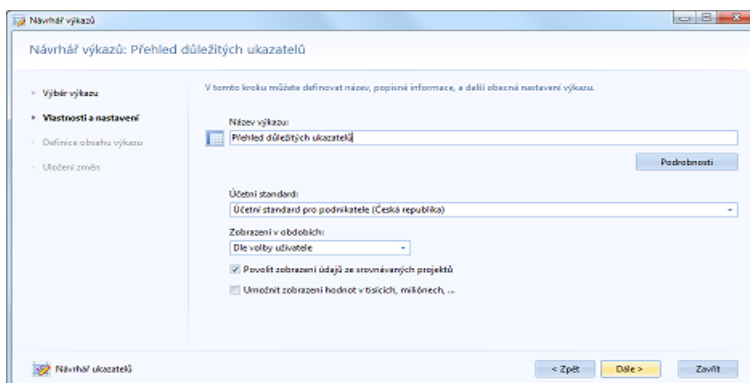 Návrhář výkazů
Návrhář výkazů: Přehled důležitých ukazatelů
V tomto kroku můžete definovat název, popisné informace, a další obecná nastavení výkazu.
Výběr výkazu
Vlastnosti a nastavení
Definice obsahu výkazu
Uložení změn
Název výkazu:
Přehled důležitých ukazatelů
Podrobnosti
Účetní standard:
Účetní standard pro podnikatele (Česká republika)
Zobrazení v obdobích:
Dle volby uživatele
Povolit zobrazení údajů ze srovnávaných projektů
Umožnit zobrazení hodnot v tisících, miliónech, ...
Návrhář ukazatelů
< Zpět
Dále >
Zavřít